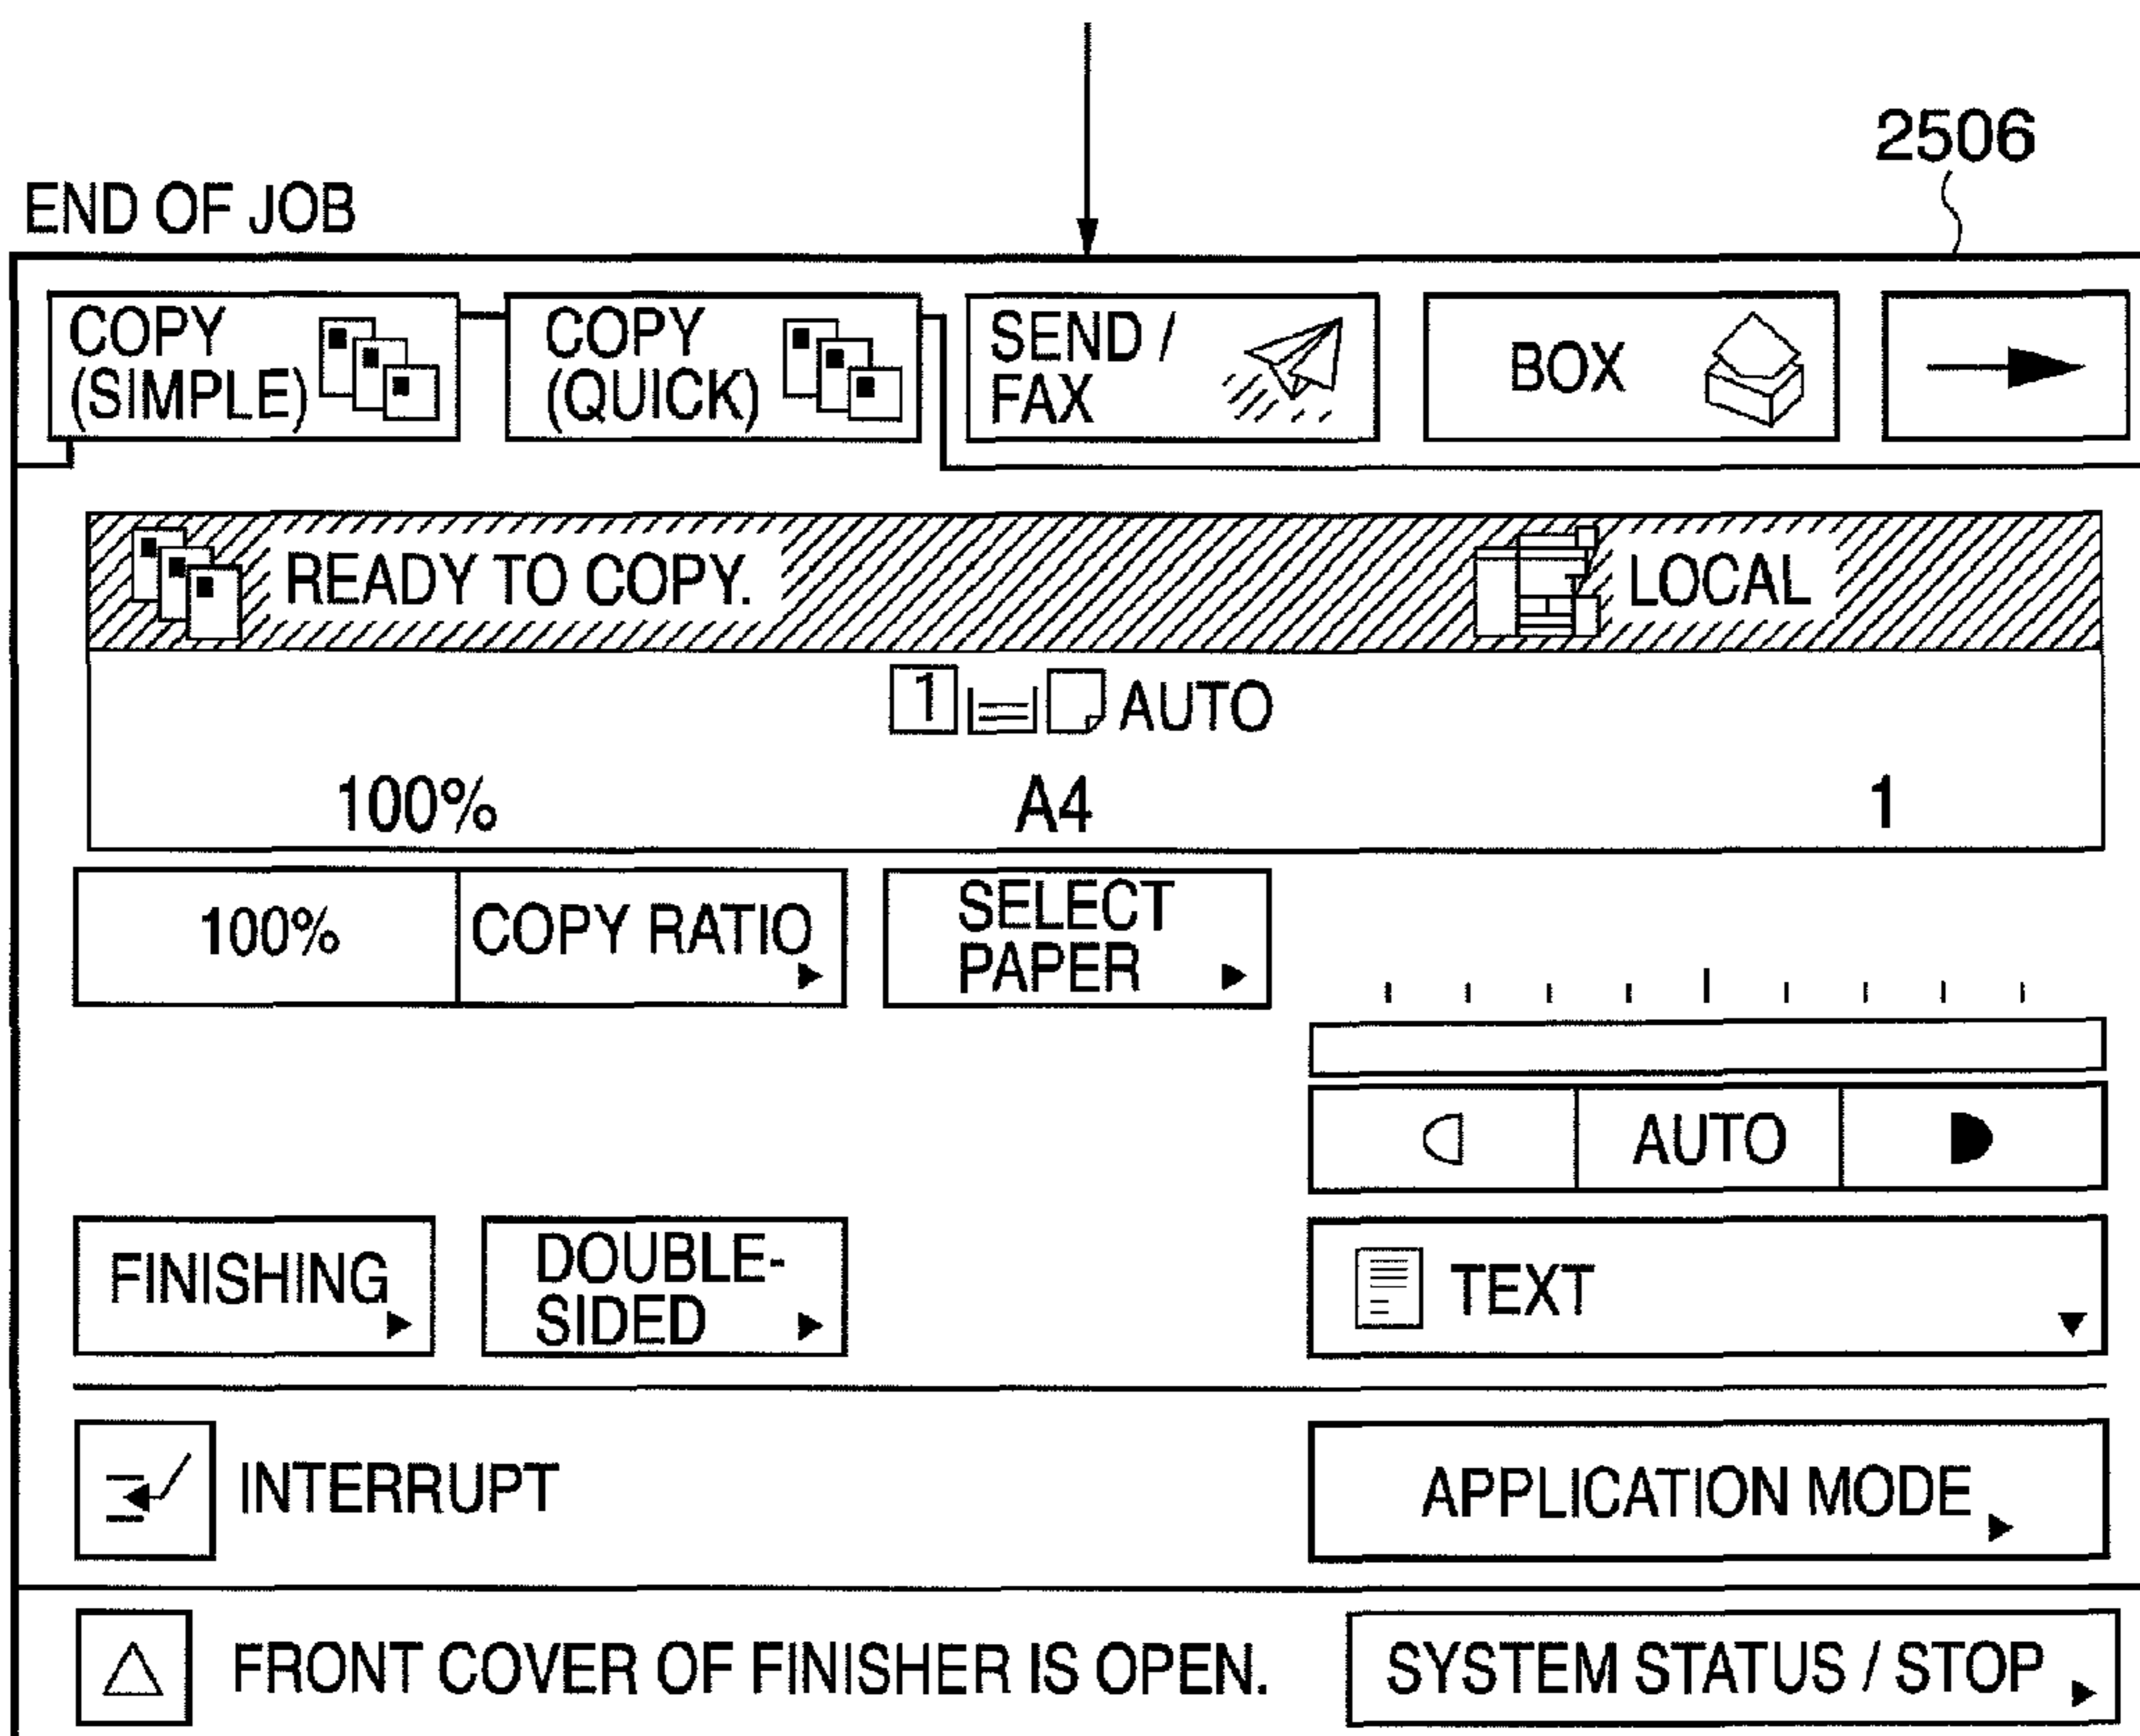 2506
END OF JOB
COPY
(SIMPLE)
COPY
(QUICK)
SEND /
FAX
BOX
READY TO COPY.
LOCAL
1 AUTO
100% A4 1
100%
COPY RATIO
SELECT
PAPER
AUTO
FINISHING
DOUBLE-
SIDED
TEXT
INTERRUPT
APPLICATION MODE
FRONT COVER OF FINISHER IS OPEN.
SYSTEM STATUS / STOP